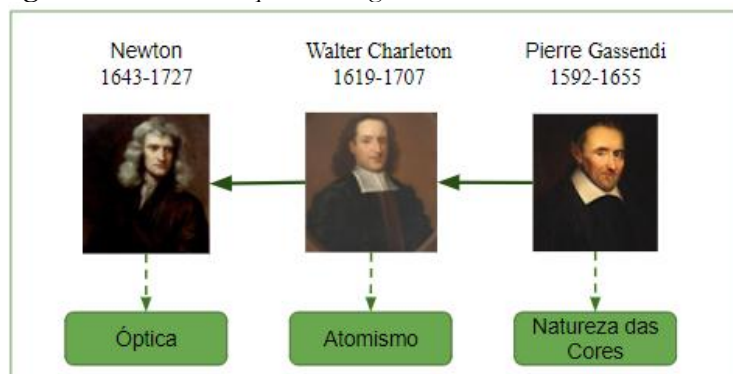 Newton
1643-1727
Walter Charleton
1619-1707
Pierre Gassendi
1592-1655
Óptica
Atomismo
Natureza das
Cores